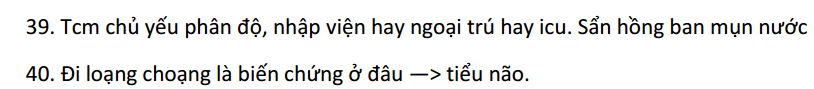 39. Tcm chủ yếu phân độ, nhập viện hay ngoại trú hay icu. Sẩn hồng ban mụn nước
40. Đi loạng choạng là biến chứng ở đâu —> tiểu não.